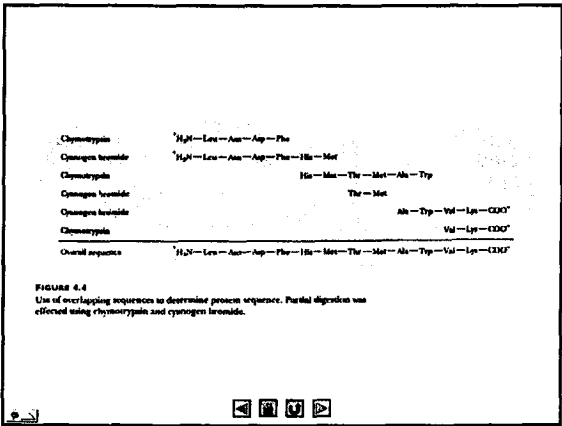 Chymotrypsin ⁺H₃N—Leu—Asn—Asp—Phe
Cyanogen bromide ⁺H₃N—Leu—Asn—Asp—Phe—His—Met
Chymotrypsin His—Met—Thr—Met—Ala—Trp
Cyanogen bromide Thr—Met
Cyanogen bromide Ala—Trp—Val—Lys—COO⁻
Chymotrypsin Val—Lys—COO⁻
Overall sequence ⁺H₃N—Leu—Asn—Asp—Phe—His—Met—Thr—Met—Ala—Trp—Val—Lys—COO⁻
FIGURE 4.4
Use of overlapping sequences to determine protein sequence. Partial digestion was
effected using chymotrypsin and cyanogen bromide.